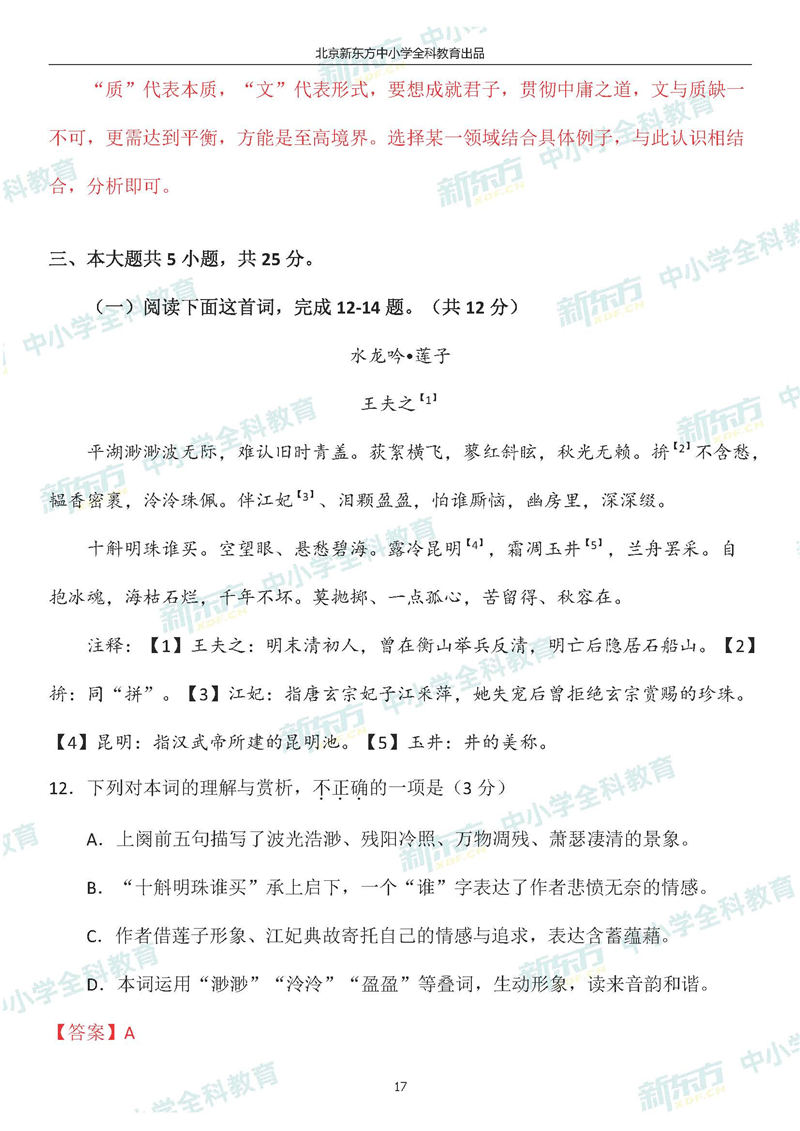 北京新东方中小学全科教育出品
“质”代表本质，“文”代表形式，要想成就君子，贯彻中庸之道，文与质缺一
不可，更需达到平衡，方能是至高境界。选择某一领域结合具体例子，与此认识相结
合，分析即可。
三、本大题共 5 小题，共 25 分。
（一）阅读下面这首词，完成 12-14 题。（共 12 分）
水龙吟•莲子
王夫之【1】
平湖渺渺波无际，难认旧时青盖。荻絮横飞，蓼红斜眩，秋光无赖。拚【2】不含愁，
韫香密裹，泠泠珠佩。伴江妃【3】、泪颗盈盈，怕谁厮恼，幽房里，深深缀。
十斛明珠谁买。空望眼、悬愁碧海。露冷昆明【4】，霜凋玉井【5】，兰舟罢采。自
抱冰魂，海枯石烂，千年不坏。莫抛掷、一点孤心，苦留得、秋容在。
注释：【1】王夫之：明末清初人，曾在衡山举兵反清，明亡后隐居石船山。【2】
拚：同“拼”。【3】江妃：指唐玄宗妃子江采萍，她失宠后曾拒绝玄宗赏赐的珍珠。
【4】昆明：指汉武帝所建的昆明池。【5】玉井：井的美称。
12．下列对本词的理解与赏析，不正确的一项是（3 分）
A．上阕前五句描写了波光浩渺、残阳冷照、万物凋残、萧瑟凄清的景象。
B．“十斛明珠谁买”承上启下，一个“谁”字表达了作者悲愤无奈的情感。
C．作者借莲子形象、江妃典故寄托自己的情感与追求，表达含蓄蕴藉。
D．本词运用“渺渺”“泠泠”“盈盈”等叠词，生动形象，读来音韵和谐。
【答案】A
17